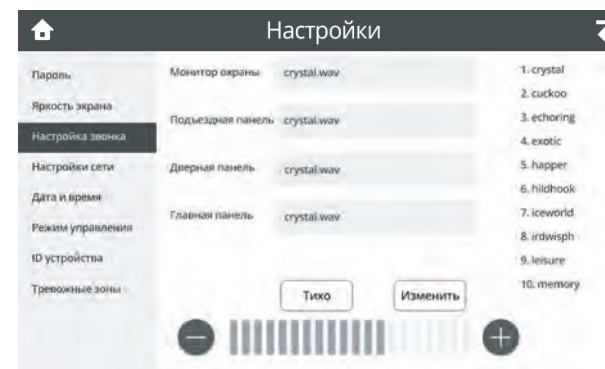 Настройки
Пароль
Яркость экрана
Настройка звонка
Настройки сети
Дата и время
Режим управления
ID устройства
Тревожные зоны
Монитор охраны crystal.wav
Подъездная панель crystal.wav
Дверная панель crystal.wav
Главная панель crystal.wav
Тихо Изменить
1. crystal
2. cuckoo
3. echoring
4. exotic
5. happer
6. hildhook
7. iceworld
8. irdwisph
9. leisure
10. memory